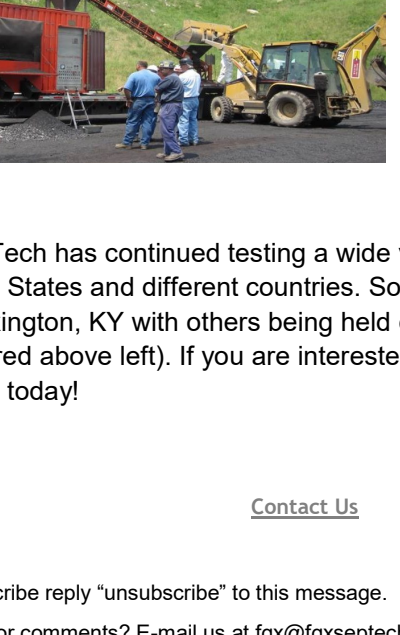 Tech has continued testing a wide
States and different countries. So
ington, KY with others being held
red above left). If you are intereste
today!
Contact Us
cribe reply “unsubscribe” to this message.
or comments? E-mail us at fgx@fgxseptech